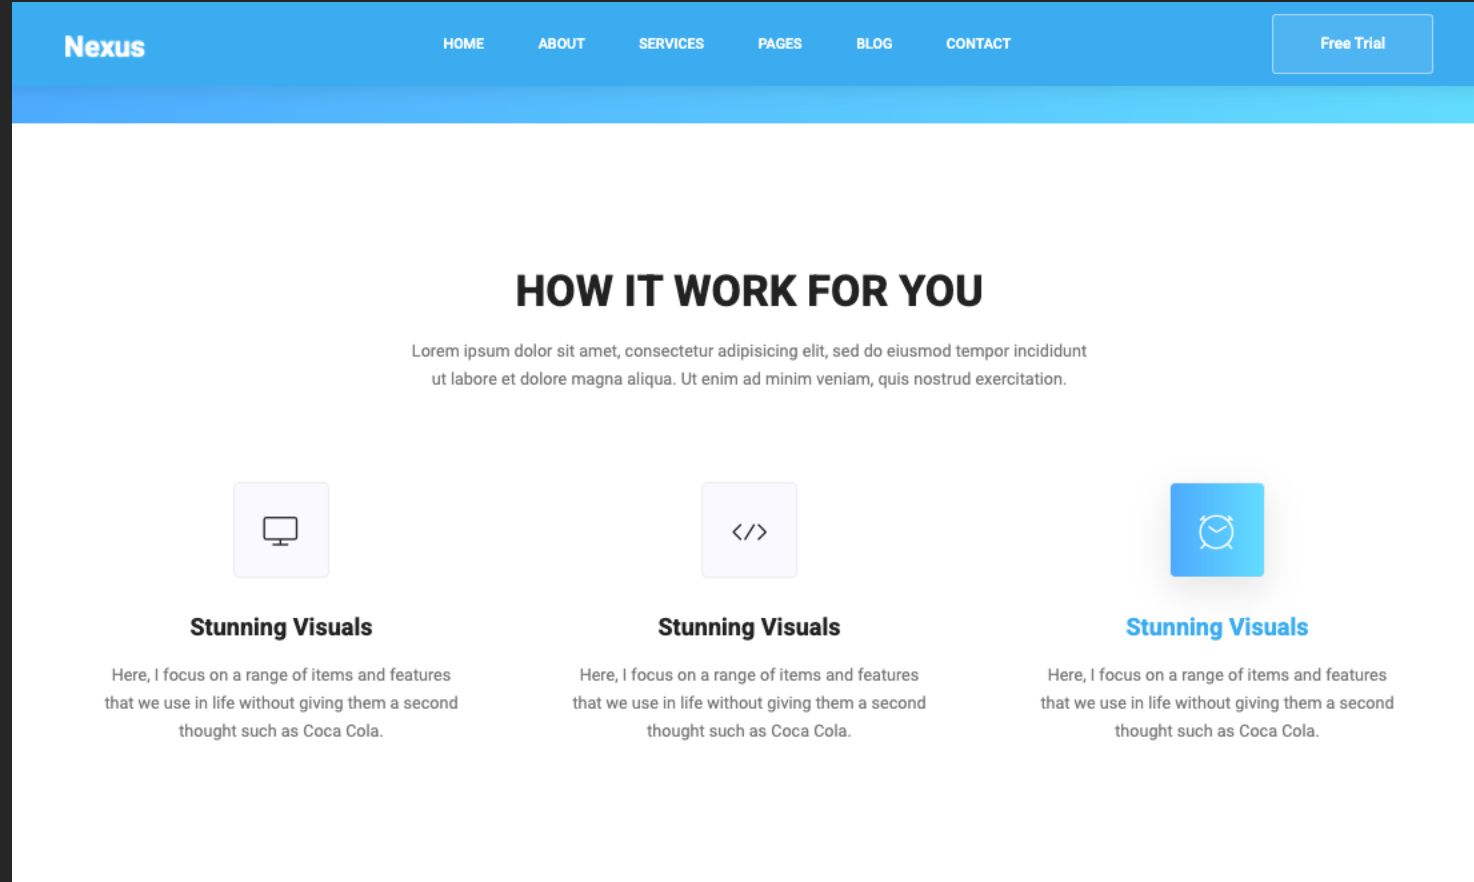 Nexus
HOME ABOUT SERVICES PAGES BLOG CONTACT
Free Trial
HOW IT WORK FOR YOU
Lorem ipsum dolor sit amet, consectetur adipisicing elit, sed do eiusmod tempor incididunt
ut labore et dolore magna aliqua. Ut enim ad minim veniam, quis nostrud exercitation.
Stunning Visuals
Here, I focus on a range of items and features
that we use in life without giving them a second
thought such as Coca Cola.
Stunning Visuals
Here, I focus on a range of items and features
that we use in life without giving them a second
thought such as Coca Cola.
Stunning Visuals
Here, I focus on a range of items and features
that we use in life without giving them a second
thought such as Coca Cola.